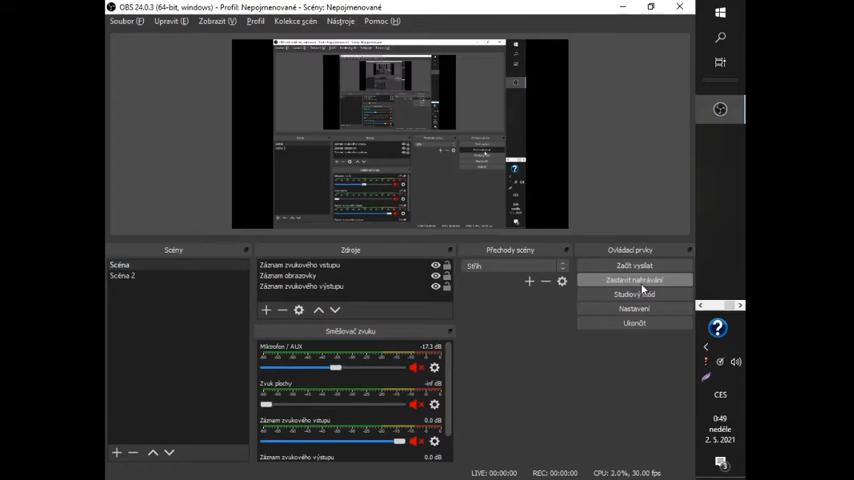 OBS 24.0.3 (64-bit, windows) - Profil: Nepojmenované - Scény: Nepojmenované
Soubor (F) Upravit (E) Zobrazit (V) Profil Kolekce scén Nástroje Pomoc (H)
Scény
Scéna
Scéna 2
Zdroje
Záznam zvukového vstupu
Záznam obrazovky
Záznam zvukového výstupu
Směšovač zvuku
Mikrofon / AUX -17.3 dB
Zvuk plochy -inf dB
Záznam zvukového vstupu 0.0 dB
Záznam zvukového výstupu 0.0 dB
Přechody scény
Střih
Ovládací prvky
Začít vysílat
Zastavit nahrávání
Studiový mód
Nastavení
Ukončit
LIVE: 00:00:00 REC: 00:00:00 CPU: 2.0%, 30.00 fps
CES
0:49
neděle
2. 5. 2021
3